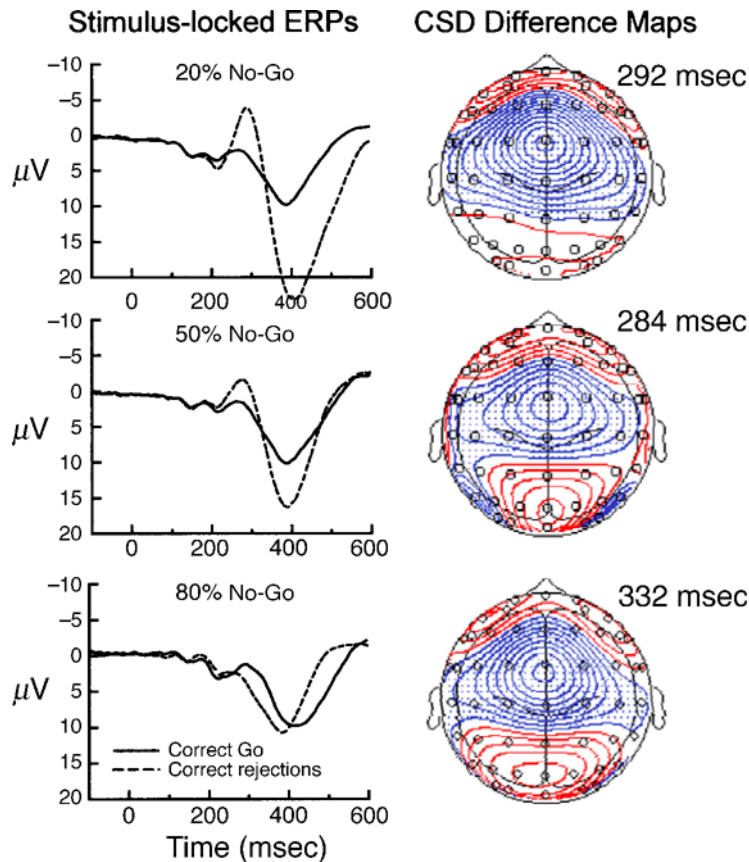 Stimulus-locked ERPs
CSD Difference Maps
20% No-Go
−10
−5
0
5
10
15
20
μV
0 200 400 600
292 msec
50% No-Go
−10
−5
0
5
10
15
20
μV
0 200 400 600
284 msec
80% No-Go
−10
−5
0
5
10
15
20
μV
Correct Go
Correct rejections
0 200 400 600
Time (msec)
332 msec